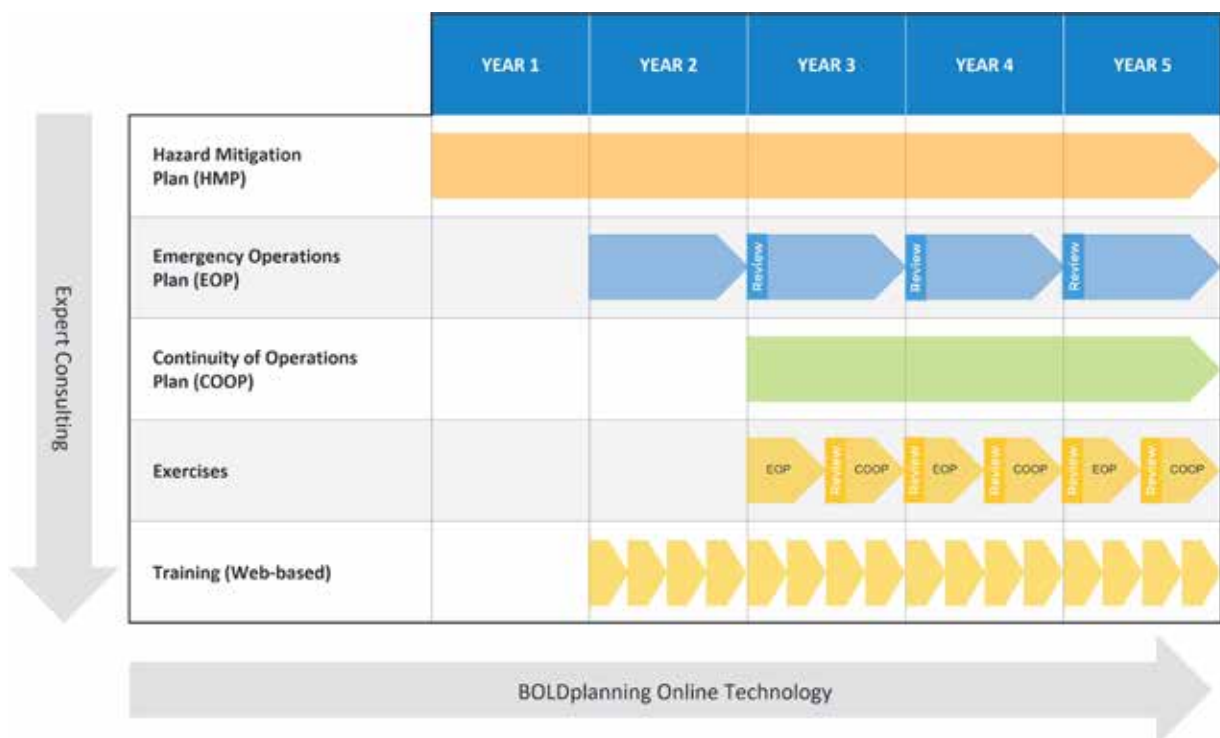 YEAR 1 YEAR 2 YEAR 3 YEAR 4 YEAR 5
Expert Consulting
Hazard Mitigation
Plan (HMP)
Emergency Operations
Plan (EOP)
Review Review Review
Continuity of Operations
Plan (COOP)
Exercises
EOP Review COOP Review EOP Review COOP Review EOP Review COOP
Training (Web-based)
BOLDplanning Online Technology